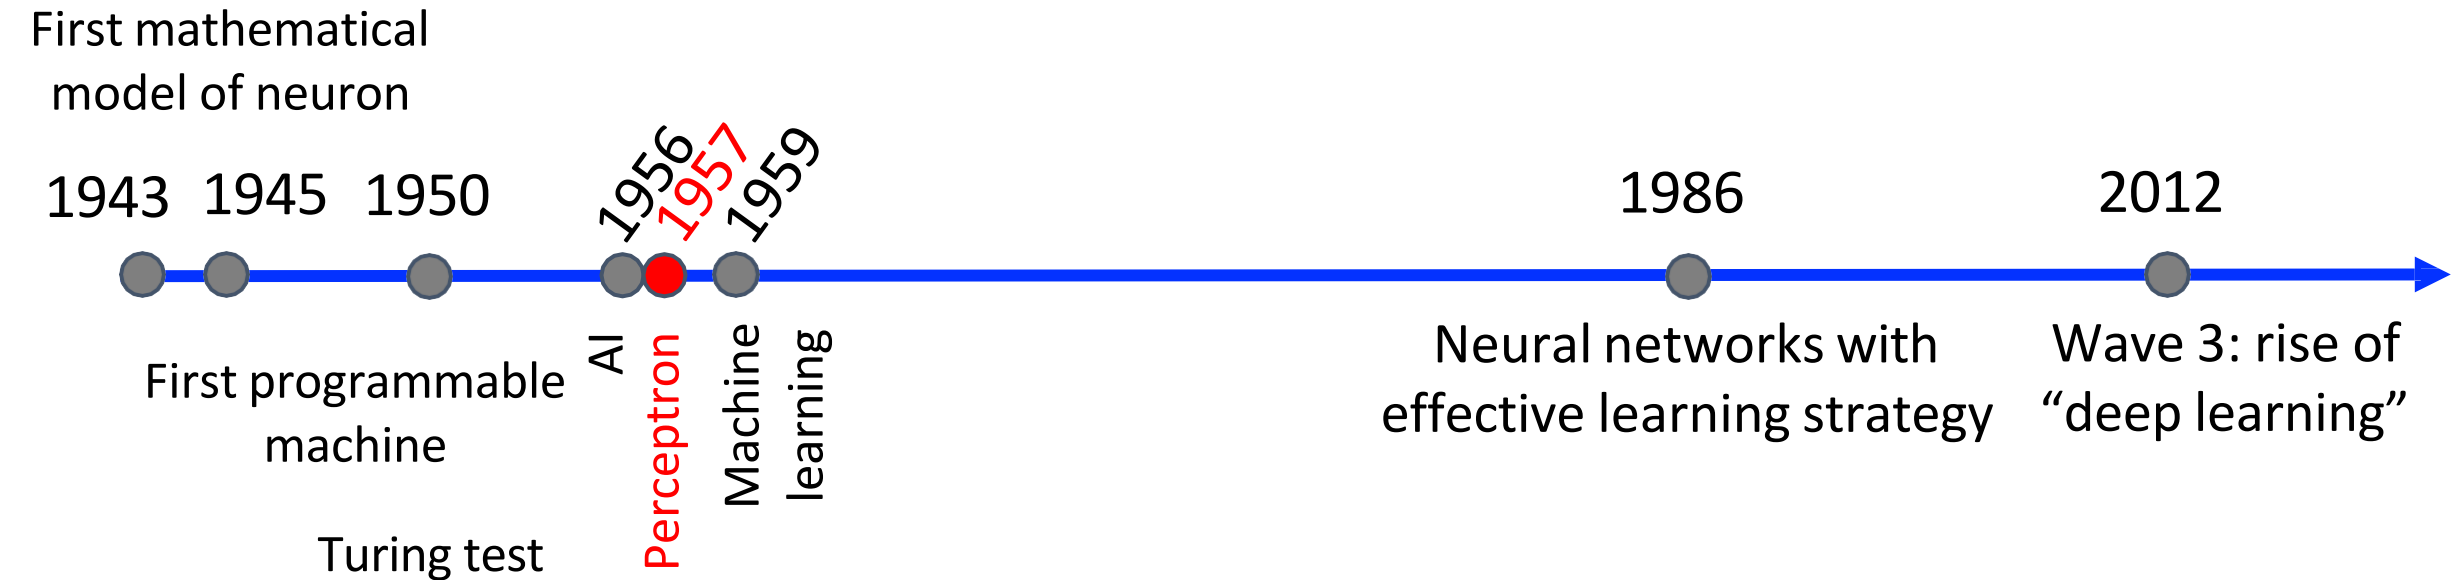 First mathematical
model of neuron
1943
1945
1950
1956
1957
1959
1986
2012
First programmable
machine
Turing test
AI
Perceptron
Machine
learning
Neural networks with
effective learning strategy
Wave 3: rise of
“deep learning”